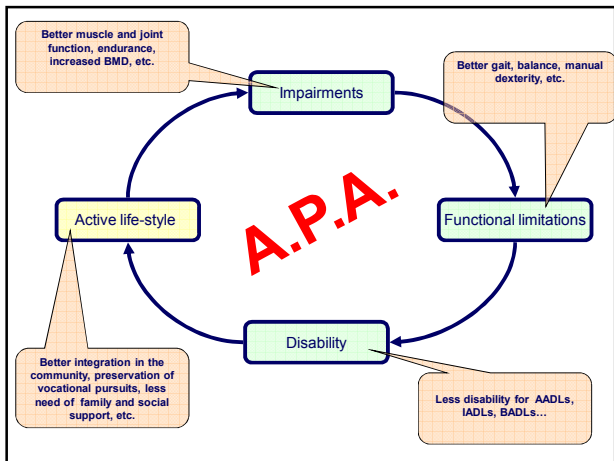 Better muscle and joint
function, endurance,
increased BMD, etc.
Impairments
Better gait, balance, manual
dexterity, etc.
A.P.A.
Active life-style
Functional limitations
Disability
Better integration in the
community, preservation of
vocational pursuits, less
need of family and social
support, etc.
Less disability for AADLs,
IADLs, BADLs…